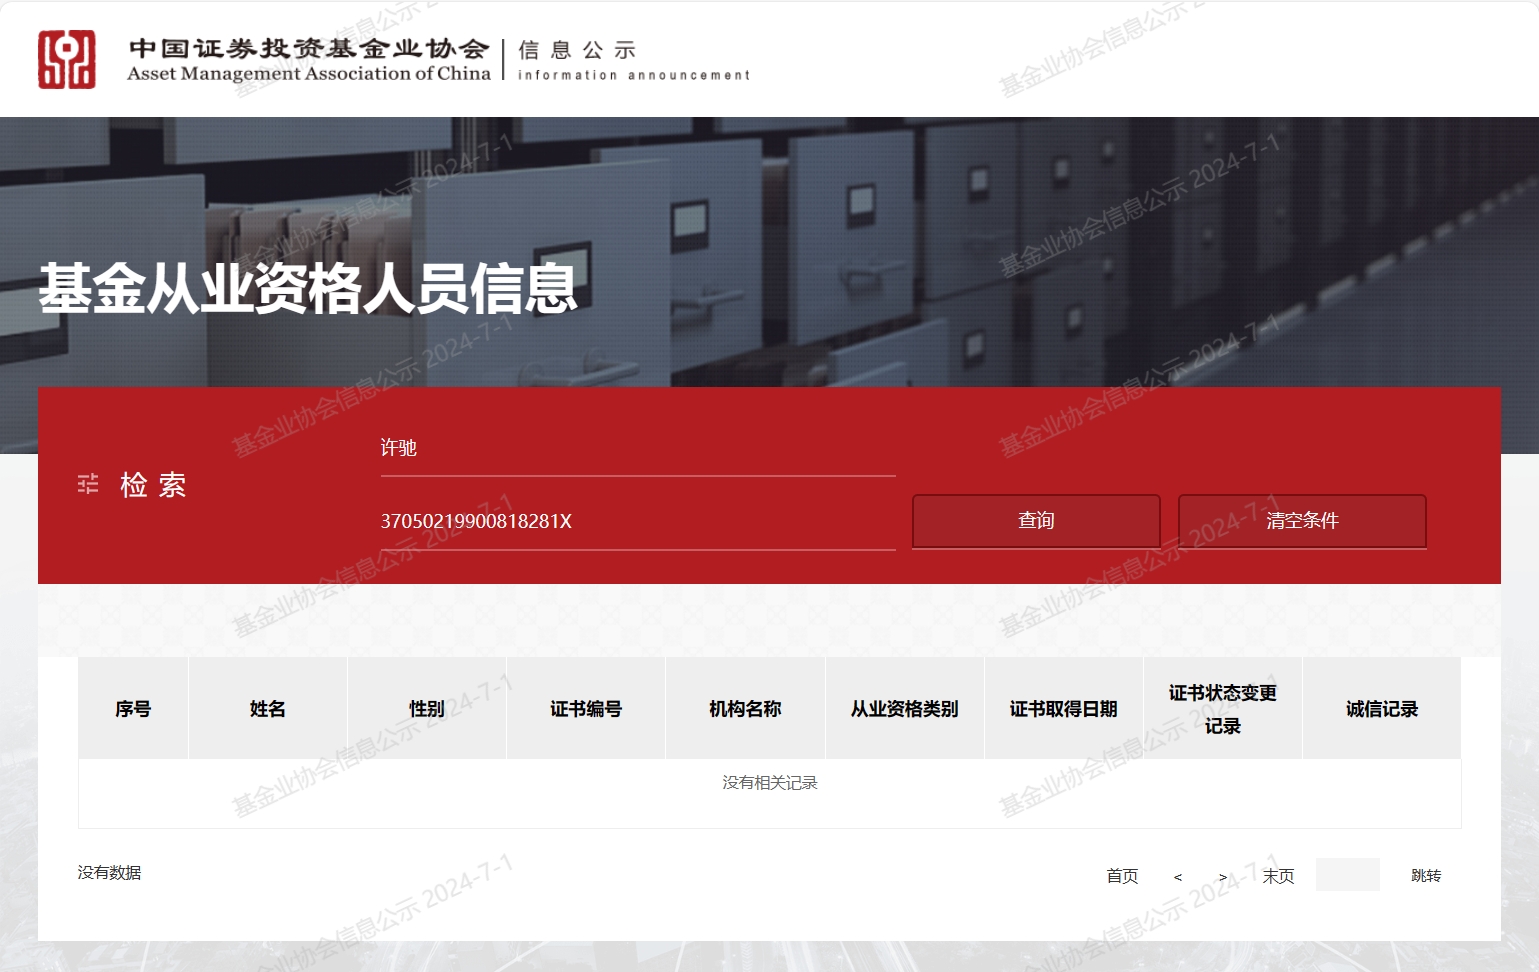 中国证券投资基金业协会
Asset Management Association of China
信息公示
information announcement
基金从业资格人员信息
检索
许驰
37050219900818281X
查询
清空条件
序号 姓名 性别 证书编号 机构名称 从业资格类别 证书取得日期 证书状态变更记录 诚信记录
没有相关记录
没有数据
首页 < > 末页 跳转
基金业协会信息公示 2024-7-1